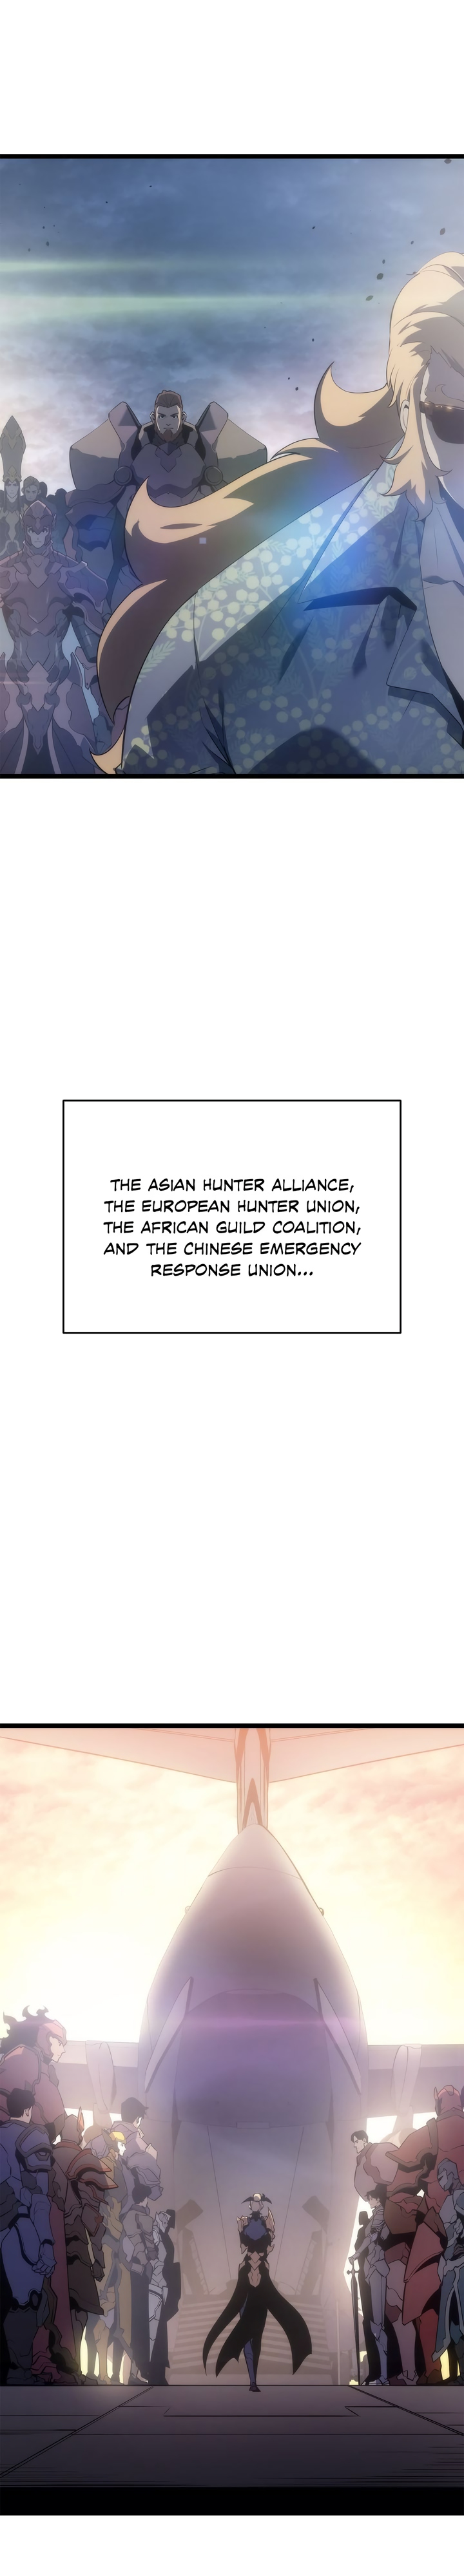 THE ASIAN HUNTER ALLIANCE,
THE EUROPEAN HUNTER UNION,
THE AFRICAN GUILD COALITION,
AND THE CHINESE EMERGENCY
RESPONSE UNION...